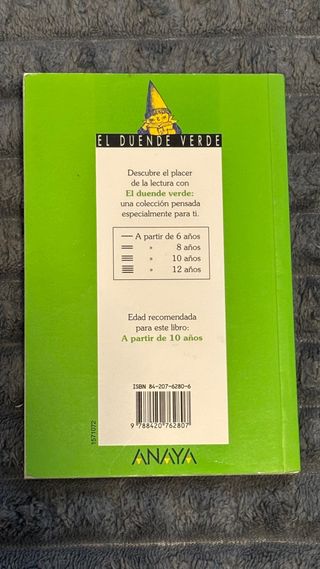 EL DUENDE VERDE
Descubre el placer
de la lectura con
El duende verde:
una colección pensada
especialmente para ti.
A partir de 6 años
» 8 años
» 10 años
» 12 años
Edad recomendada
para este libro:
A partir de 10 años
ISBN 84-207-6280-6
9 788420 762807
1571072
ANAYA